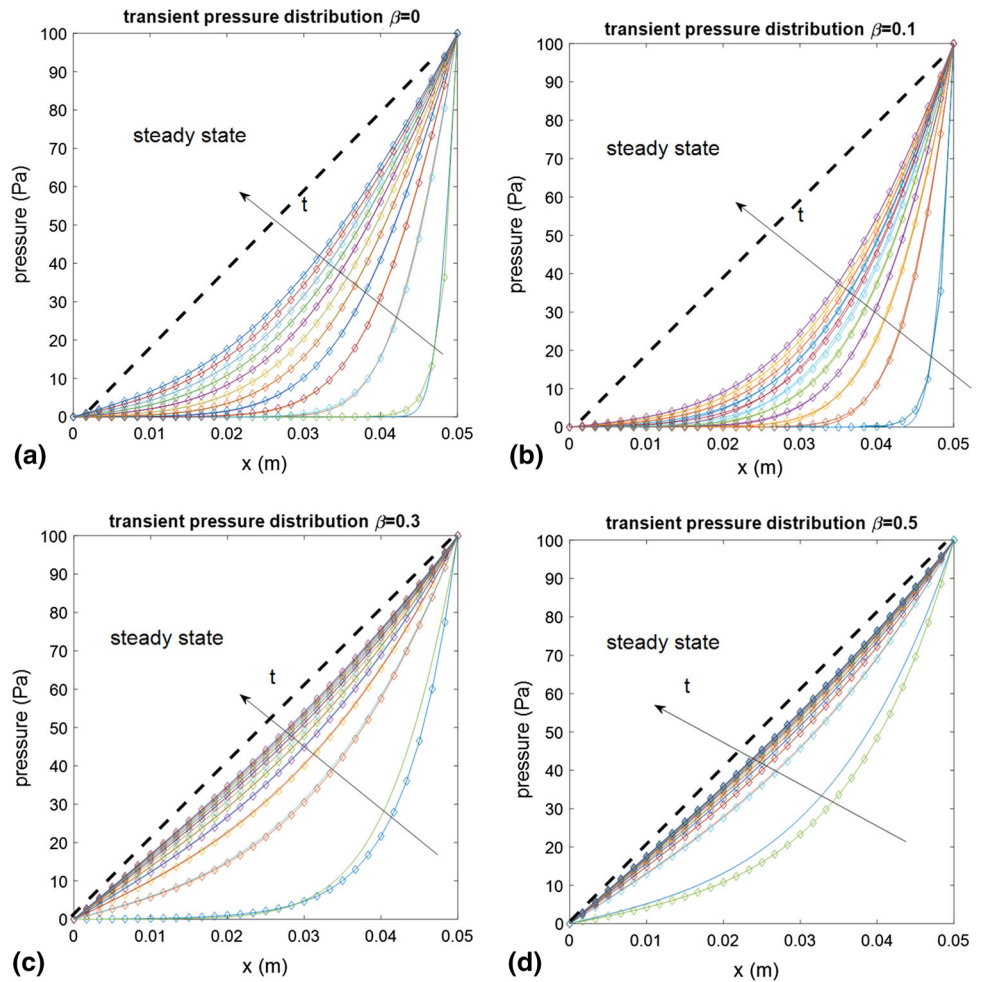 transient pressure distribution β=0
100
90
80
70
60
50
40
30
20
10
0
pressure (Pa)
steady state
t
0 0.01 0.02 0.03 0.04 0.05
x (m)
(a)
transient pressure distribution β=0.1
100
90
80
70
60
50
40
30
20
10
0
pressure (Pa)
steady state
t
0 0.01 0.02 0.03 0.04 0.05
x (m)
(b)
transient pressure distribution β=0.3
100
90
80
70
60
50
40
30
20
10
0
pressure (Pa)
steady state
t
0 0.01 0.02 0.03 0.04 0.05
x (m)
(c)
transient pressure distribution β=0.5
100
90
80
70
60
50
40
30
20
10
0
pressure (Pa)
steady state
t
0 0.01 0.02 0.03 0.04 0.05
x (m)
(d)